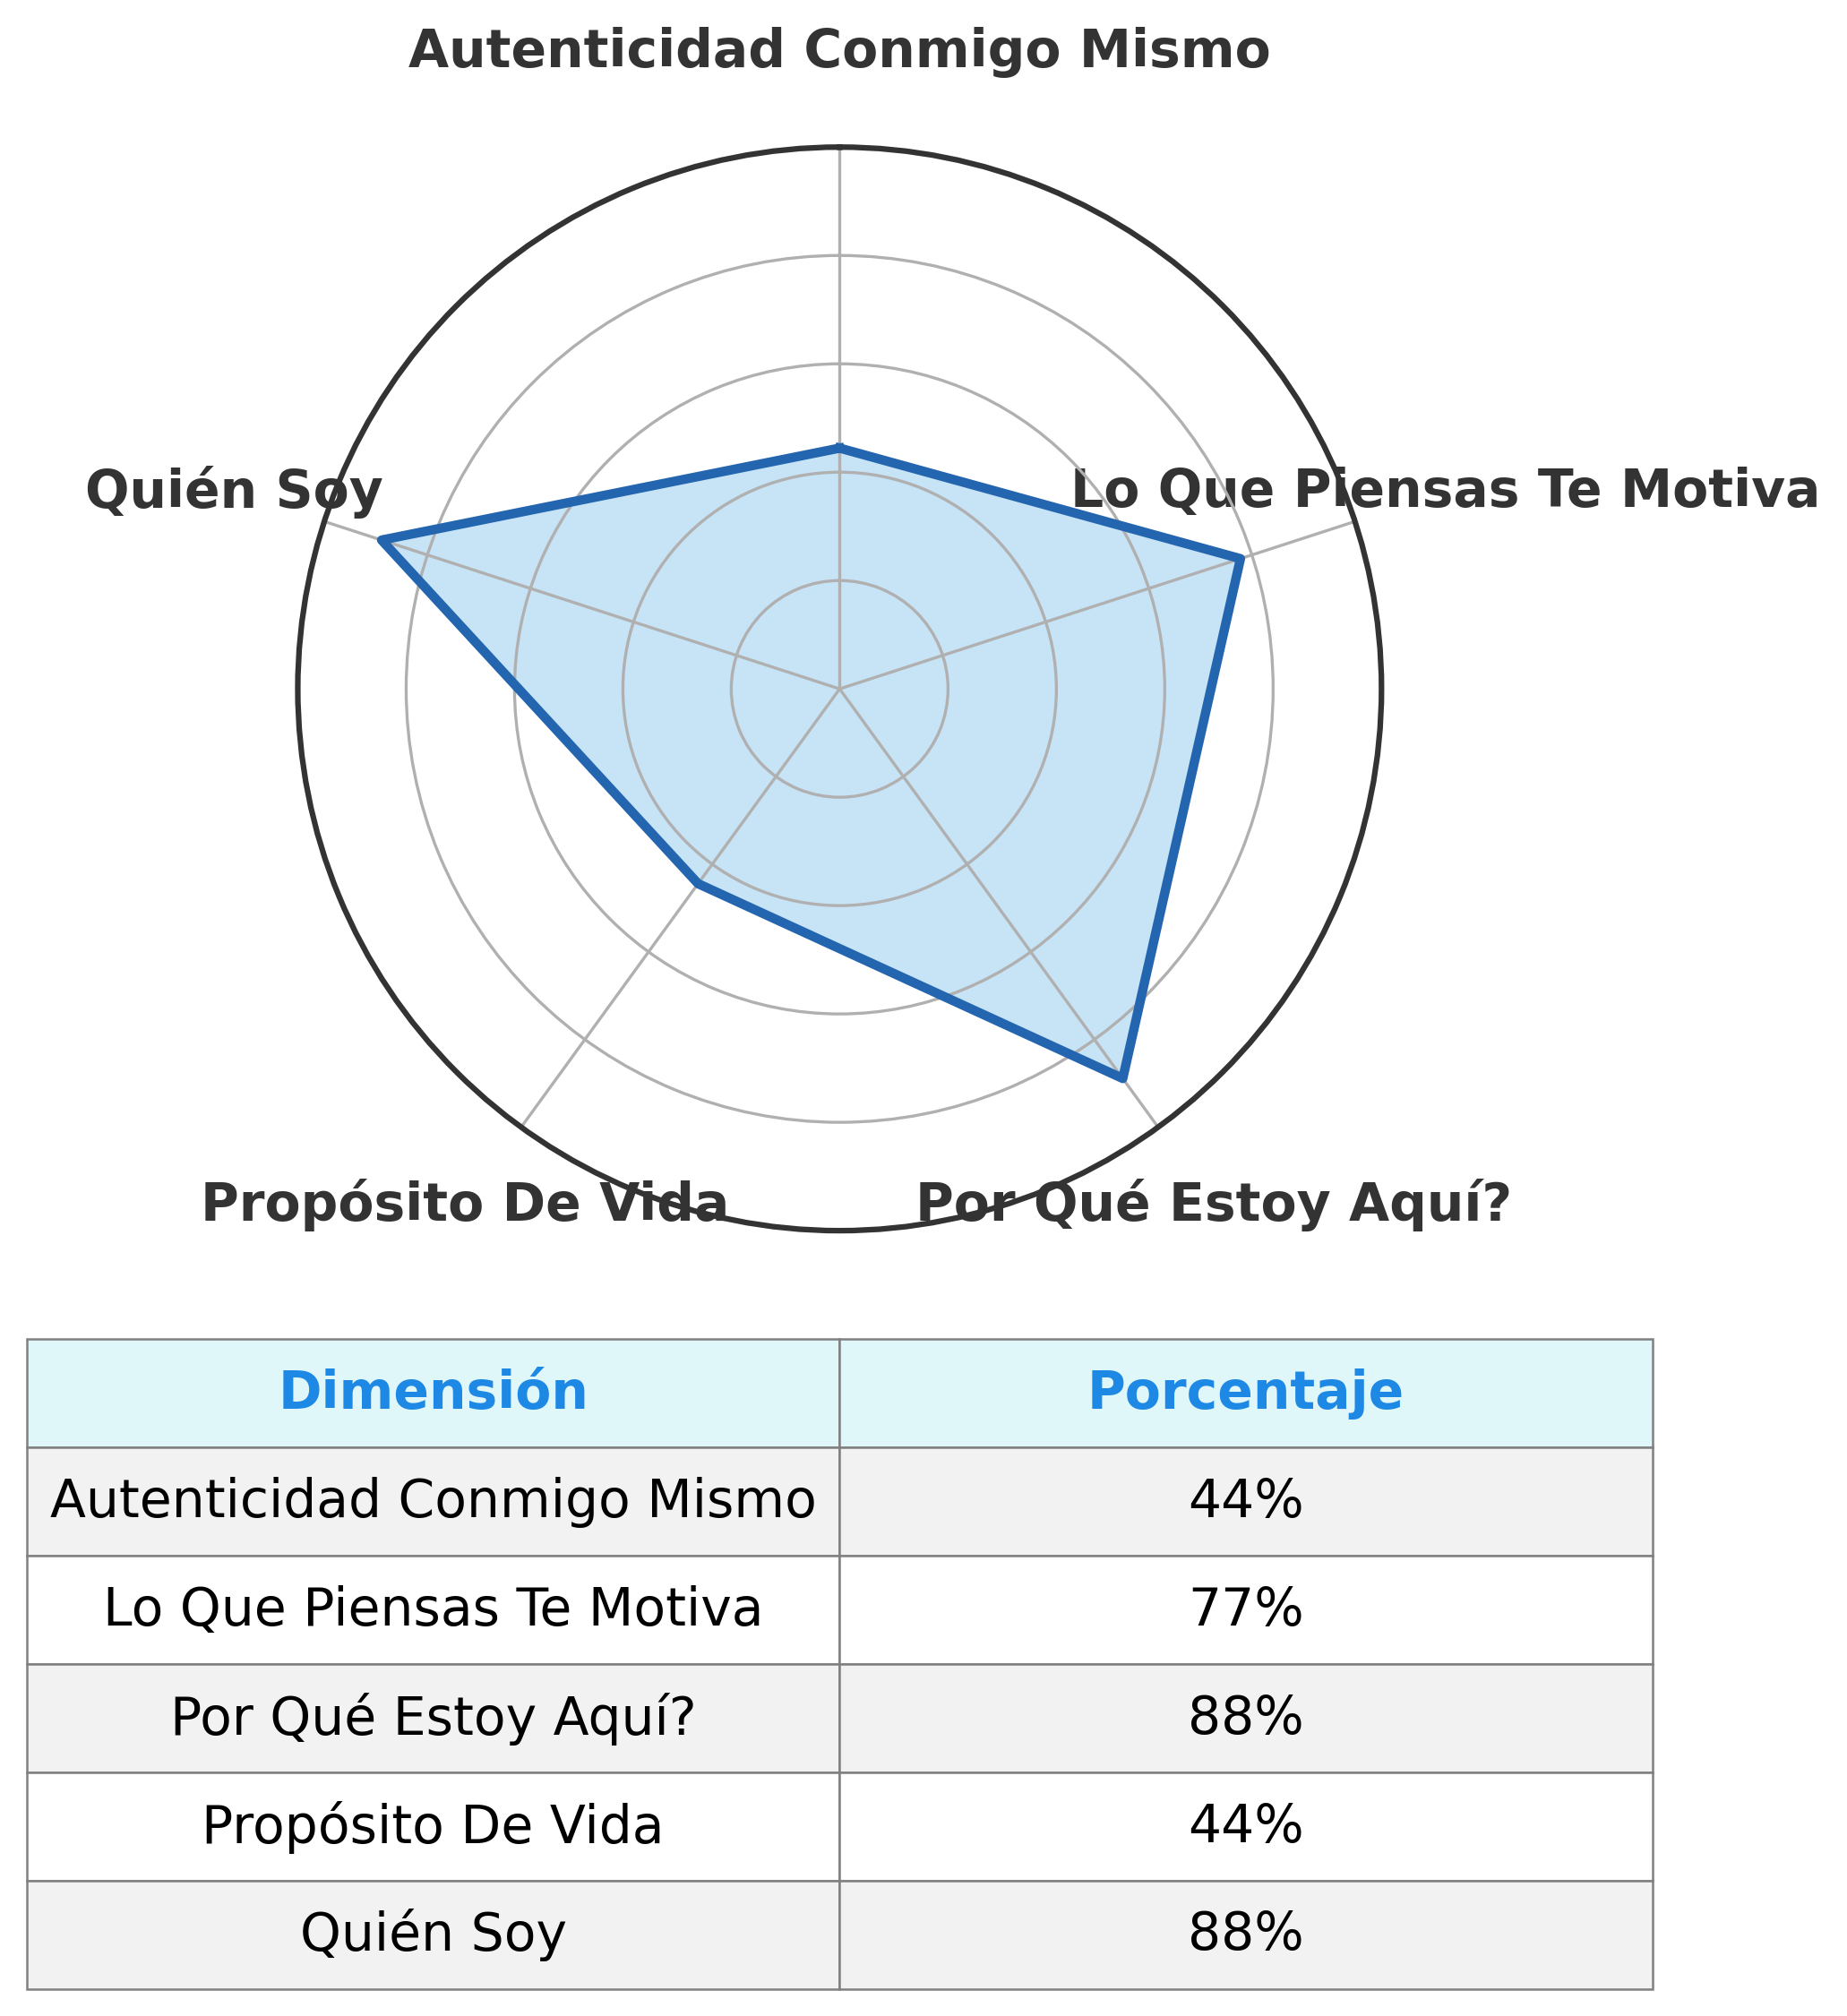 Autenticidad Conmigo Mismo
Quién Soy
Lo Que Piensas Te Motiva
Propósito De Vida
Por Qué Estoy Aquí?
Dimensión Porcentaje
Autenticidad Conmigo Mismo 44%
Lo Que Piensas Te Motiva 77%
Por Qué Estoy Aquí? 88%
Propósito De Vida 44%
Quién Soy 88%